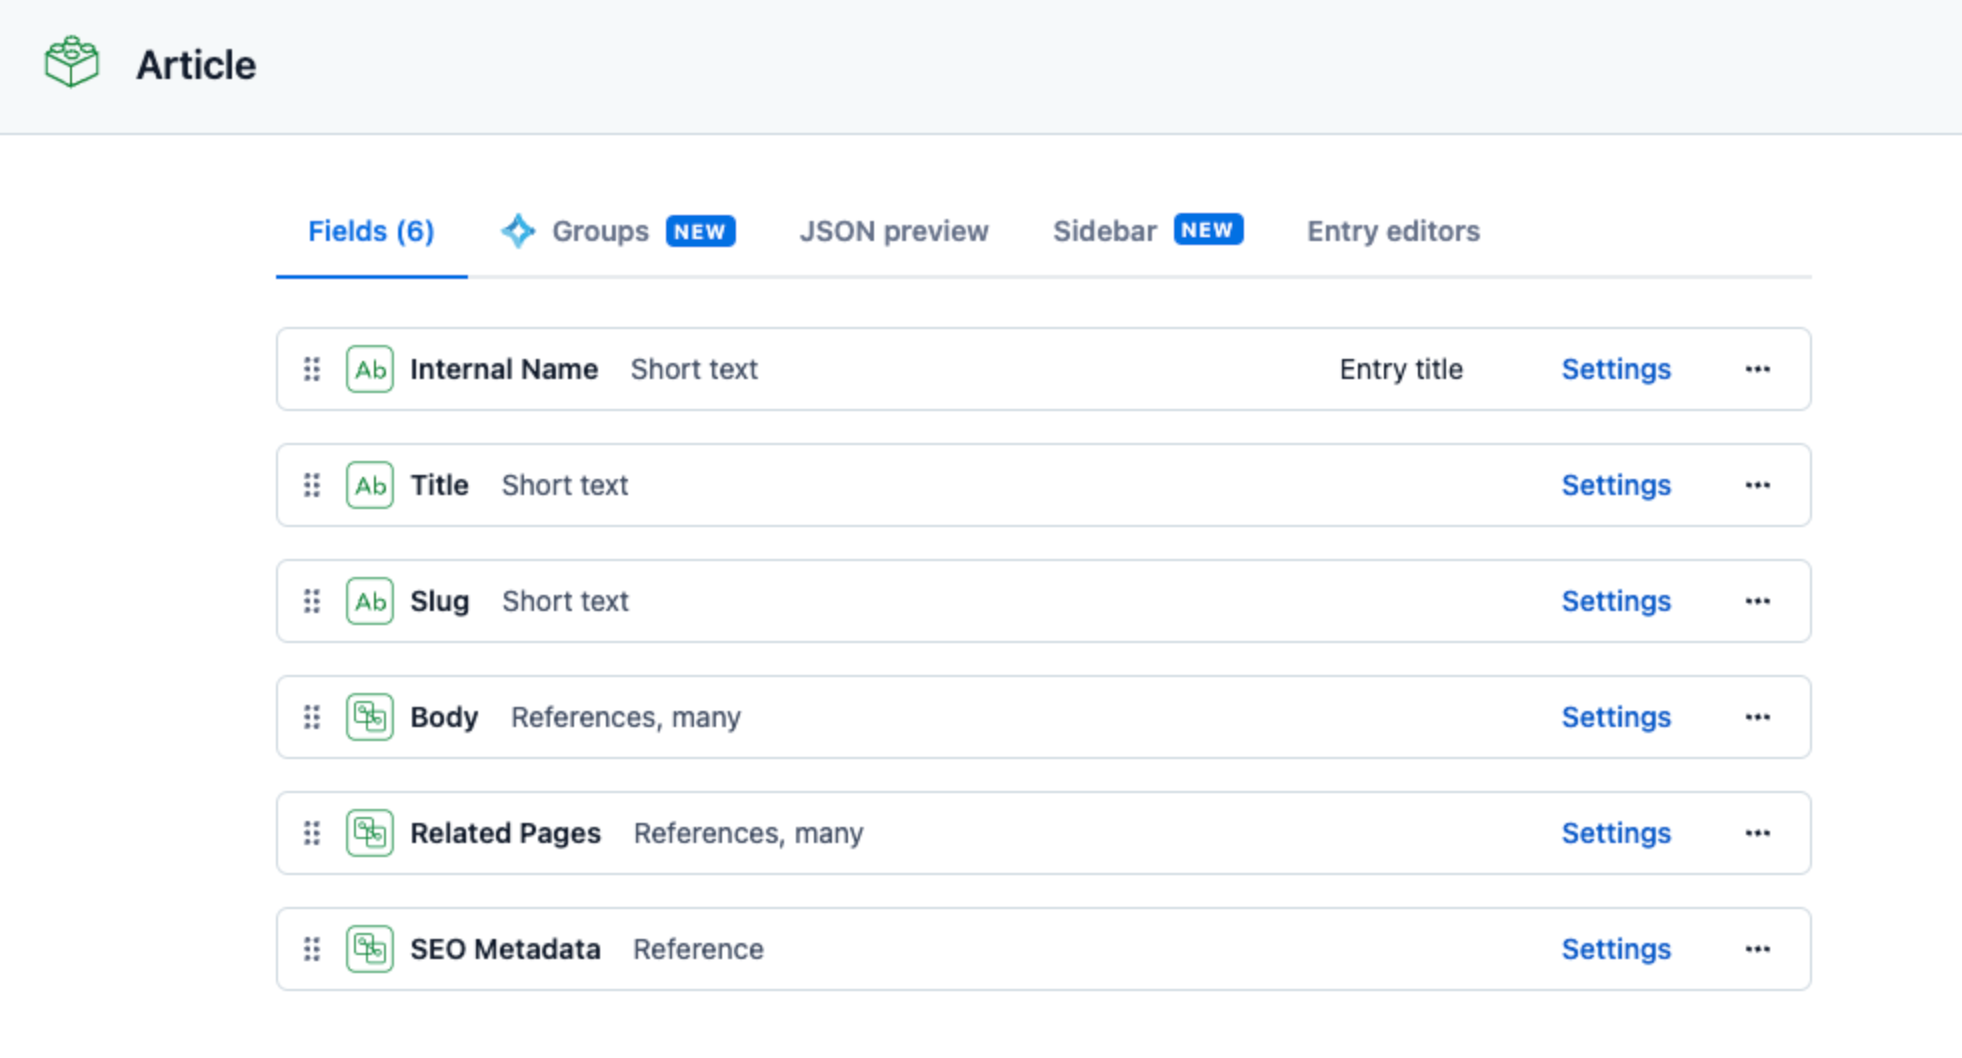 Article
Fields (6) Groups NEW JSON preview Sidebar NEW Entry editors
Ab Internal Name Short text Entry title Settings
Ab Title Short text Settings
Ab Slug Short text Settings
Body References, many Settings
Related Pages References, many Settings
SEO Metadata Reference Settings